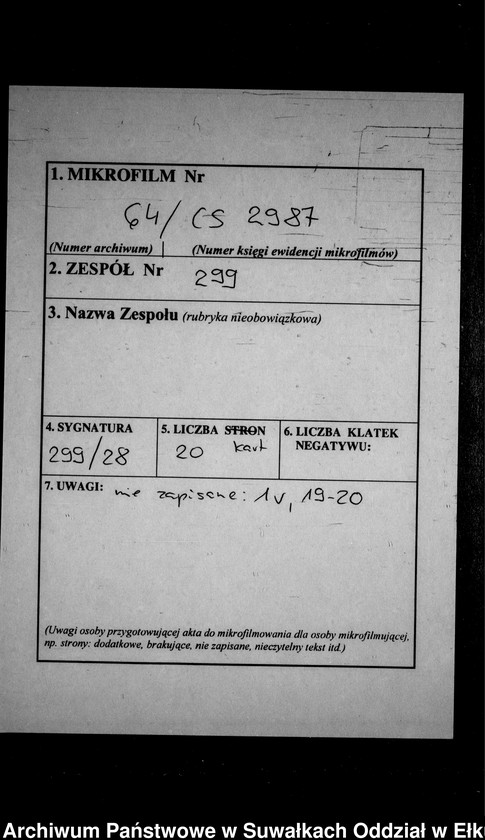 1. MIKROFILM Nr
64/CS 2987
(Numer archiwum) | (Numer księgi ewidencji mikrofilmów)
2. ZESPÓŁ Nr 299
3. Nazwa Zespołu (rubryka nieobowiązkowa)
4. SYGNATURA
299/28
5. LICZBA STRON
20 kart
6. LICZBA KLATEK
NEGATYWU:
7. UWAGI: nie zapisane: 1v, 19-20
(Uwagi osoby przygotowującej akta do mikrofilmowania dla osoby mikrofilmującej,
np. strony: dodatkowe, brakujące, nie zapisane, nieczytelny tekst itd.)
Archiwum Państwowe w Suwałkach Oddział w Ełk